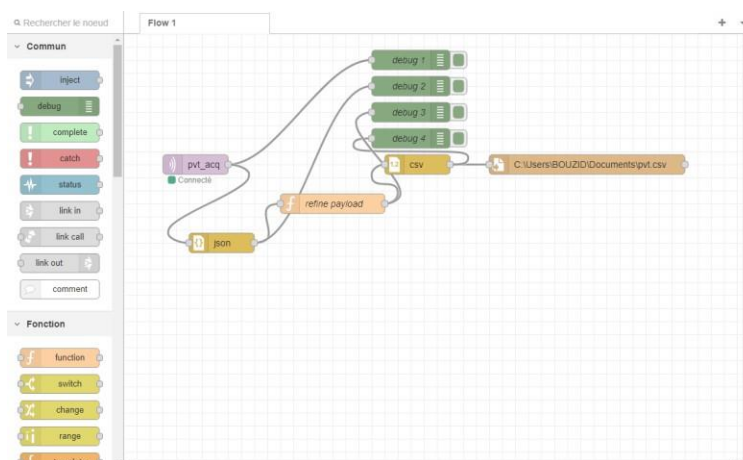 Rechercher le noeud
Flow 1
Commun
inject
debug
complete
catch
status
link in
link call
link out
comment
Fonction
function
switch
change
range
debug 1
debug 2
debug 3
debug 4
pvt_acq
Connecté
csv
C:\Users\BOUZID\Documents\pvt.csv
refine payload
json